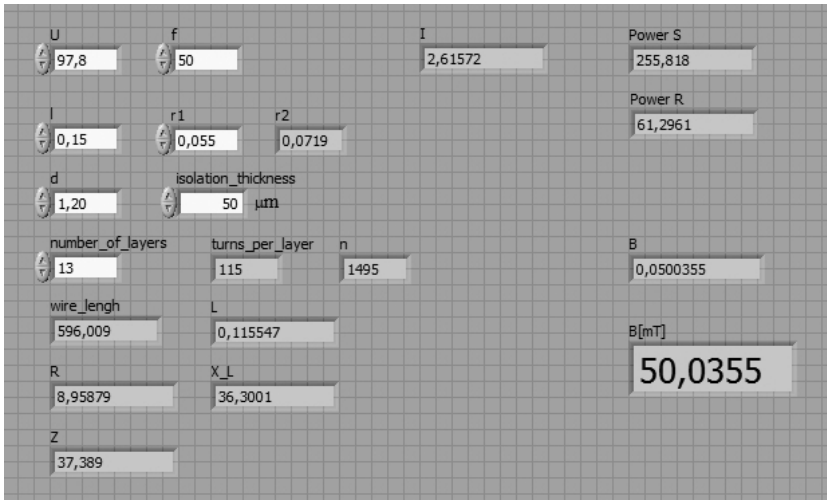 U f I Power S
97,8 50 2,61572 255,818
l r1 r2 Power R
0,15 0,055 0,0719 61,2961
d isolation_thickness
1,20 50 μm
number_of_layers turns_per_layer n B
13 115 1495 0,0500355
wire_lengh L B[mT]
596,009 0,115547 50,0355
R X_L
8,95879 36,3001
Z
37,389